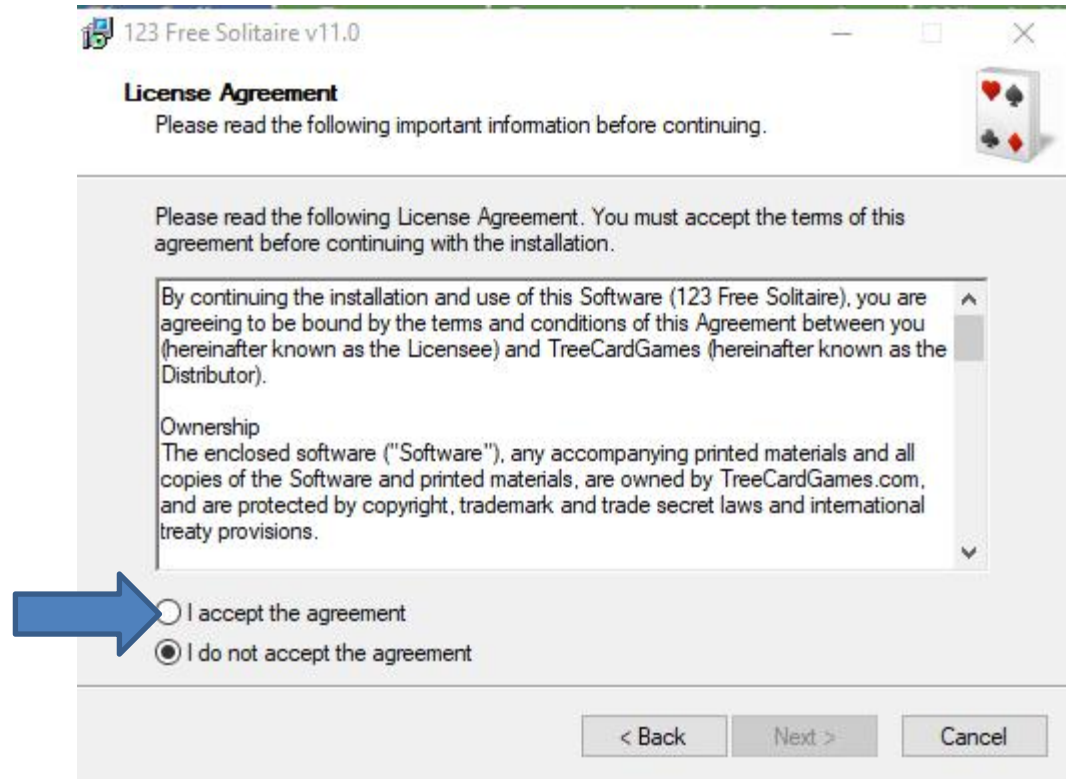 123 Free Solitaire v11.0
License Agreement
Please read the following important information before continuing.
Please read the following License Agreement. You must accept the terms of this
agreement before continuing with the installation.
By continuing the installation and use of this Software (123 Free Solitaire), you are
agreeing to be bound by the terms and conditions of this Agreement between you
(hereinafter known as the Licensee) and TreeCardGames (hereinafter known as the
Distributor).
Ownership
The enclosed software ("Software"), any accompanying printed materials and all
copies of the Software and printed materials, are owned by TreeCardGames.com,
and are protected by copyright, trademark and trade secret laws and international
treaty provisions.
I accept the agreement
I do not accept the agreement
< Back
Next >
Cancel